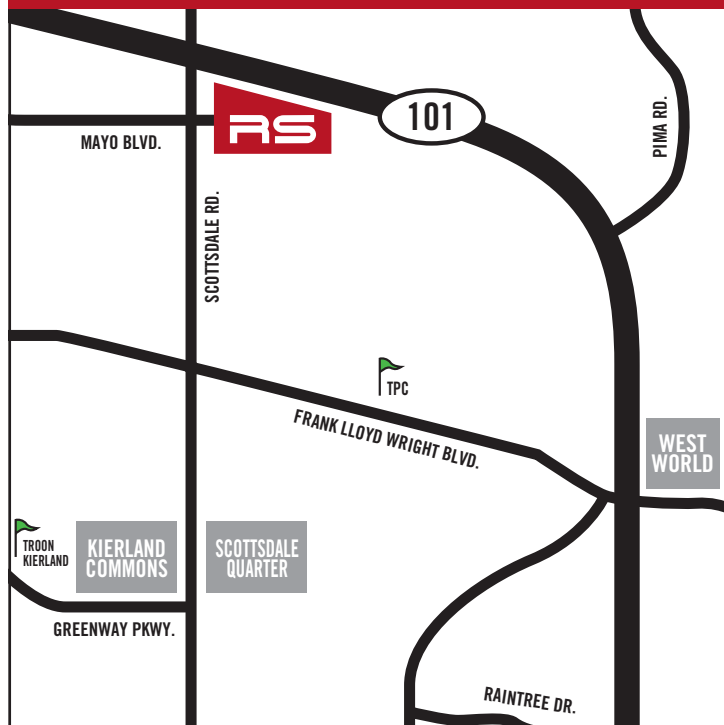 101
PIMA RD.
RS
MAYO BLVD.
SCOTTSDALE RD.
TPC
FRANK LLOYD WRIGHT BLVD.
WEST
WORLD
TROON
KIERLAND
KIERLAND
COMMONS
SCOTTSDALE
QUARTER
GREENWAY PKWY.
RAINTREE DR.